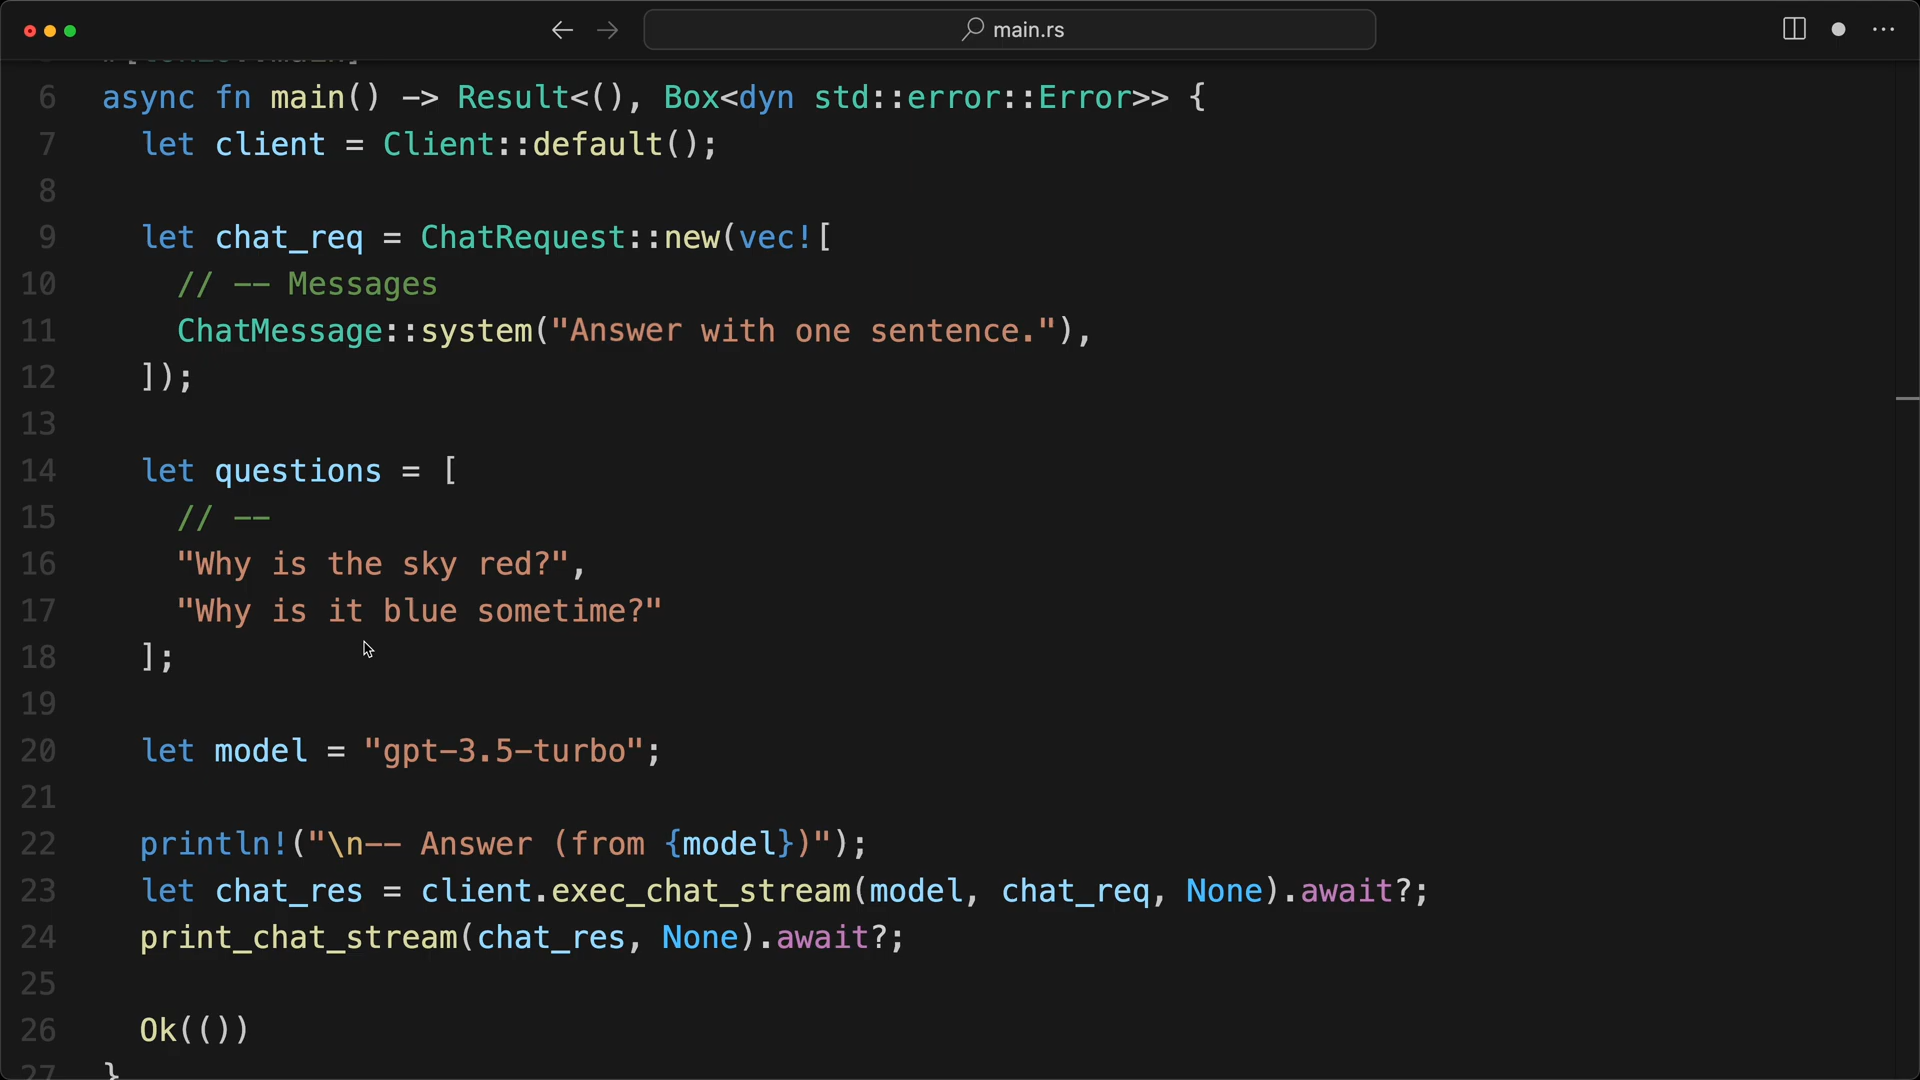 main.rs
6 async fn main() -> Result<(), Box<dyn std::error::Error>> {
7 let client = Client::default();
8
9 let chat_req = ChatRequest::new(vec![
10 // -- Messages
11 ChatMessage::system("Answer with one sentence."),
12 ]);
13
14 let questions = [
15 // --
16 "Why is the sky red?",
17 "Why is it blue sometime?"
18 ];
19
20 let model = "gpt-3.5-turbo";
21
22 println!("\n-- Answer (from {model})");
23 let chat_res = client.exec_chat_stream(model, chat_req, None).await?;
24 print_chat_stream(chat_res, None).await?;
25
26 Ok(())
27 }